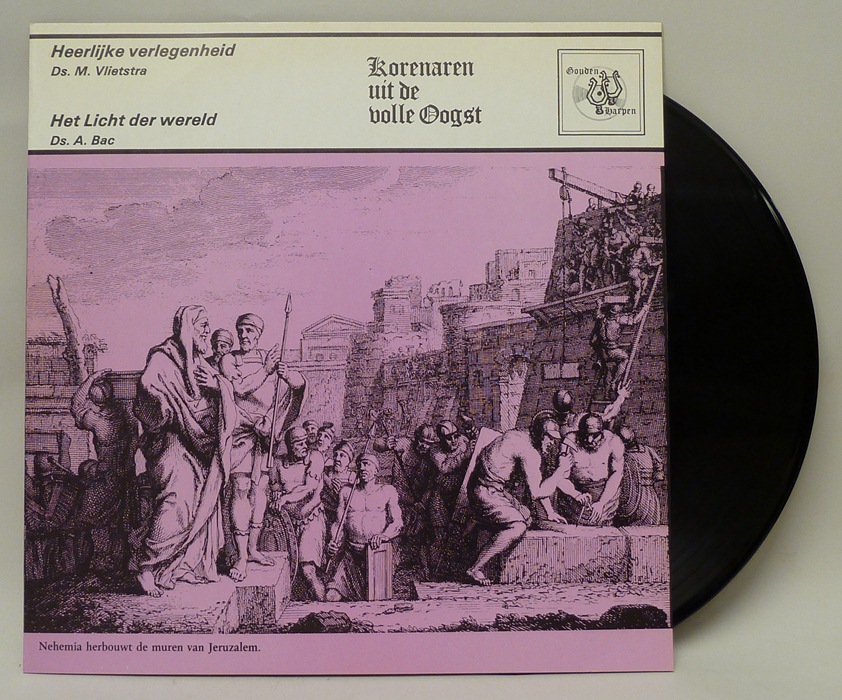 Heerlijke verlegenheid
Ds. M. Vlietstra
Het Licht der wereld
Ds. A. Bac
Korenaren
uit de
volle Oogst
Gouden
Harpen
Nehemia herbouwt de muren van Jeruzalem.